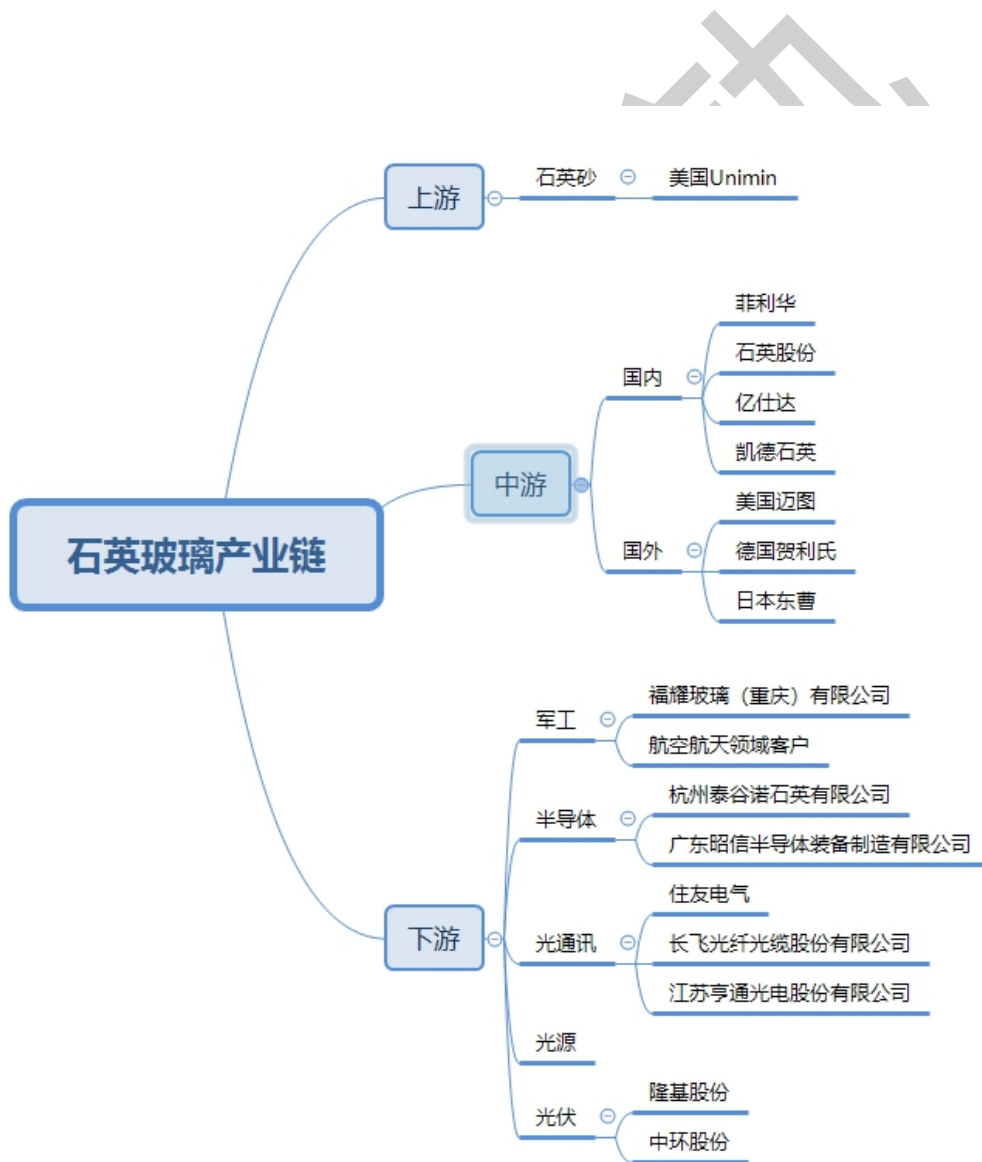 石英玻璃产业链
上游
石英砂
美国Unimin
中游
国内
菲利华
石英股份
亿仕达
凯德石英
国外
美国迈图
德国贺利氏
日本东曹
下游
军工
福耀玻璃（重庆）有限公司
航空航天领域客户
半导体
杭州泰谷诺石英有限公司
广东昭信半导体装备制造有限公司
光通讯
住友电气
长飞光纤光缆股份有限公司
江苏亨通光电股份有限公司
光源
光伏
隆基股份
中环股份